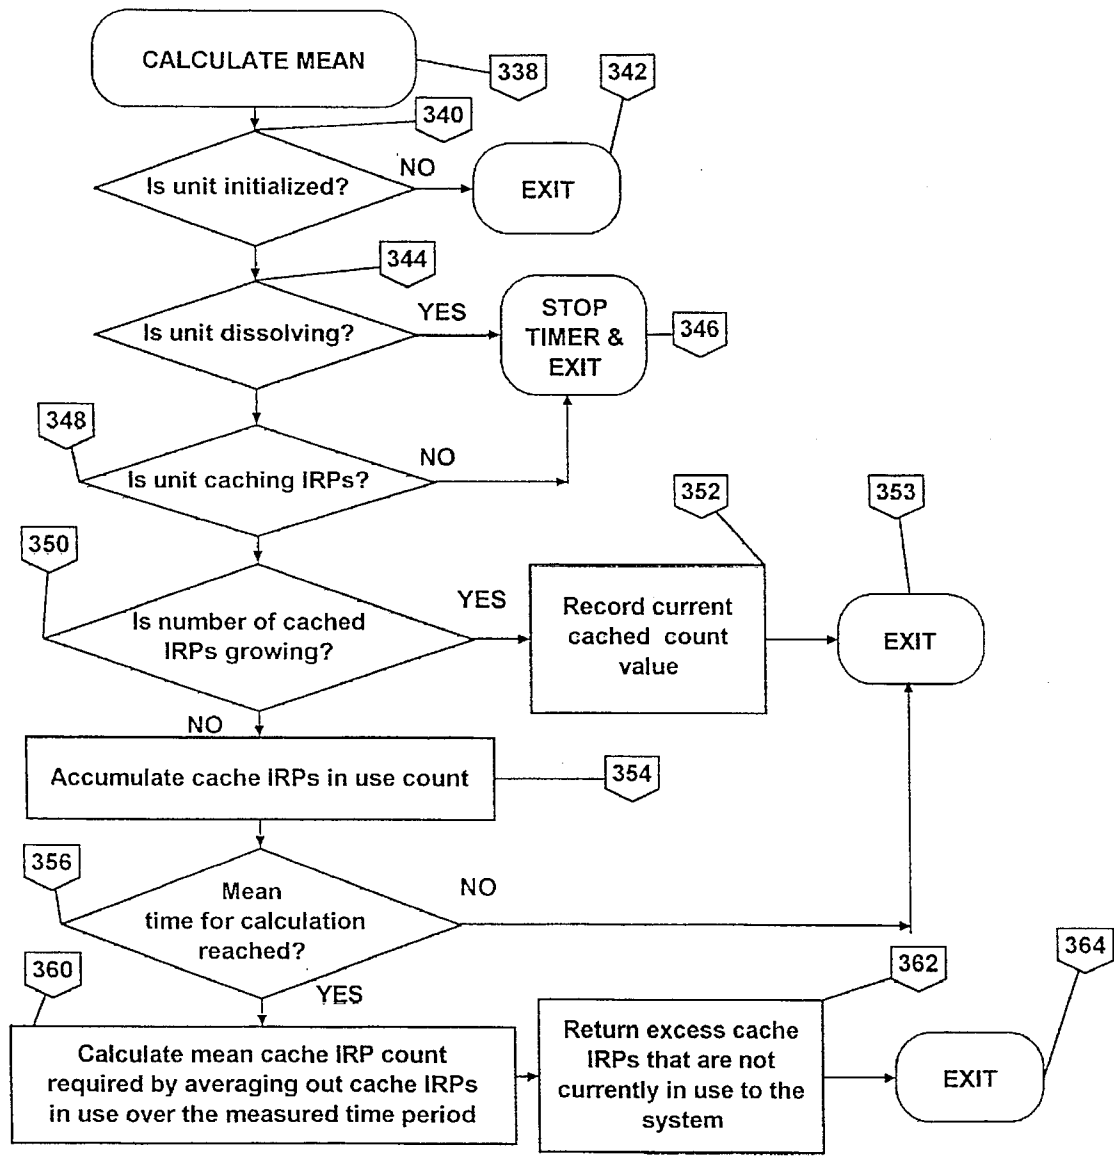 CALCULATE MEAN
338
342
340
Is unit initialized?
NO
EXIT
344
Is unit dissolving?
YES
STOP
TIMER &
EXIT
346
348
Is unit caching IRPs?
NO
352
353
350
Is number of cached
IRPs growing?
YES
Record current
cached count
value
EXIT
NO
Accumulate cache IRPs in use count
354
356
Mean
time for calculation
reached?
NO
YES
360
362
364
Calculate mean cache IRP count
required by averaging out cache IRPs
in use over the measured time period
Return excess cache
IRPs that are not
currently in use to the
system
EXIT